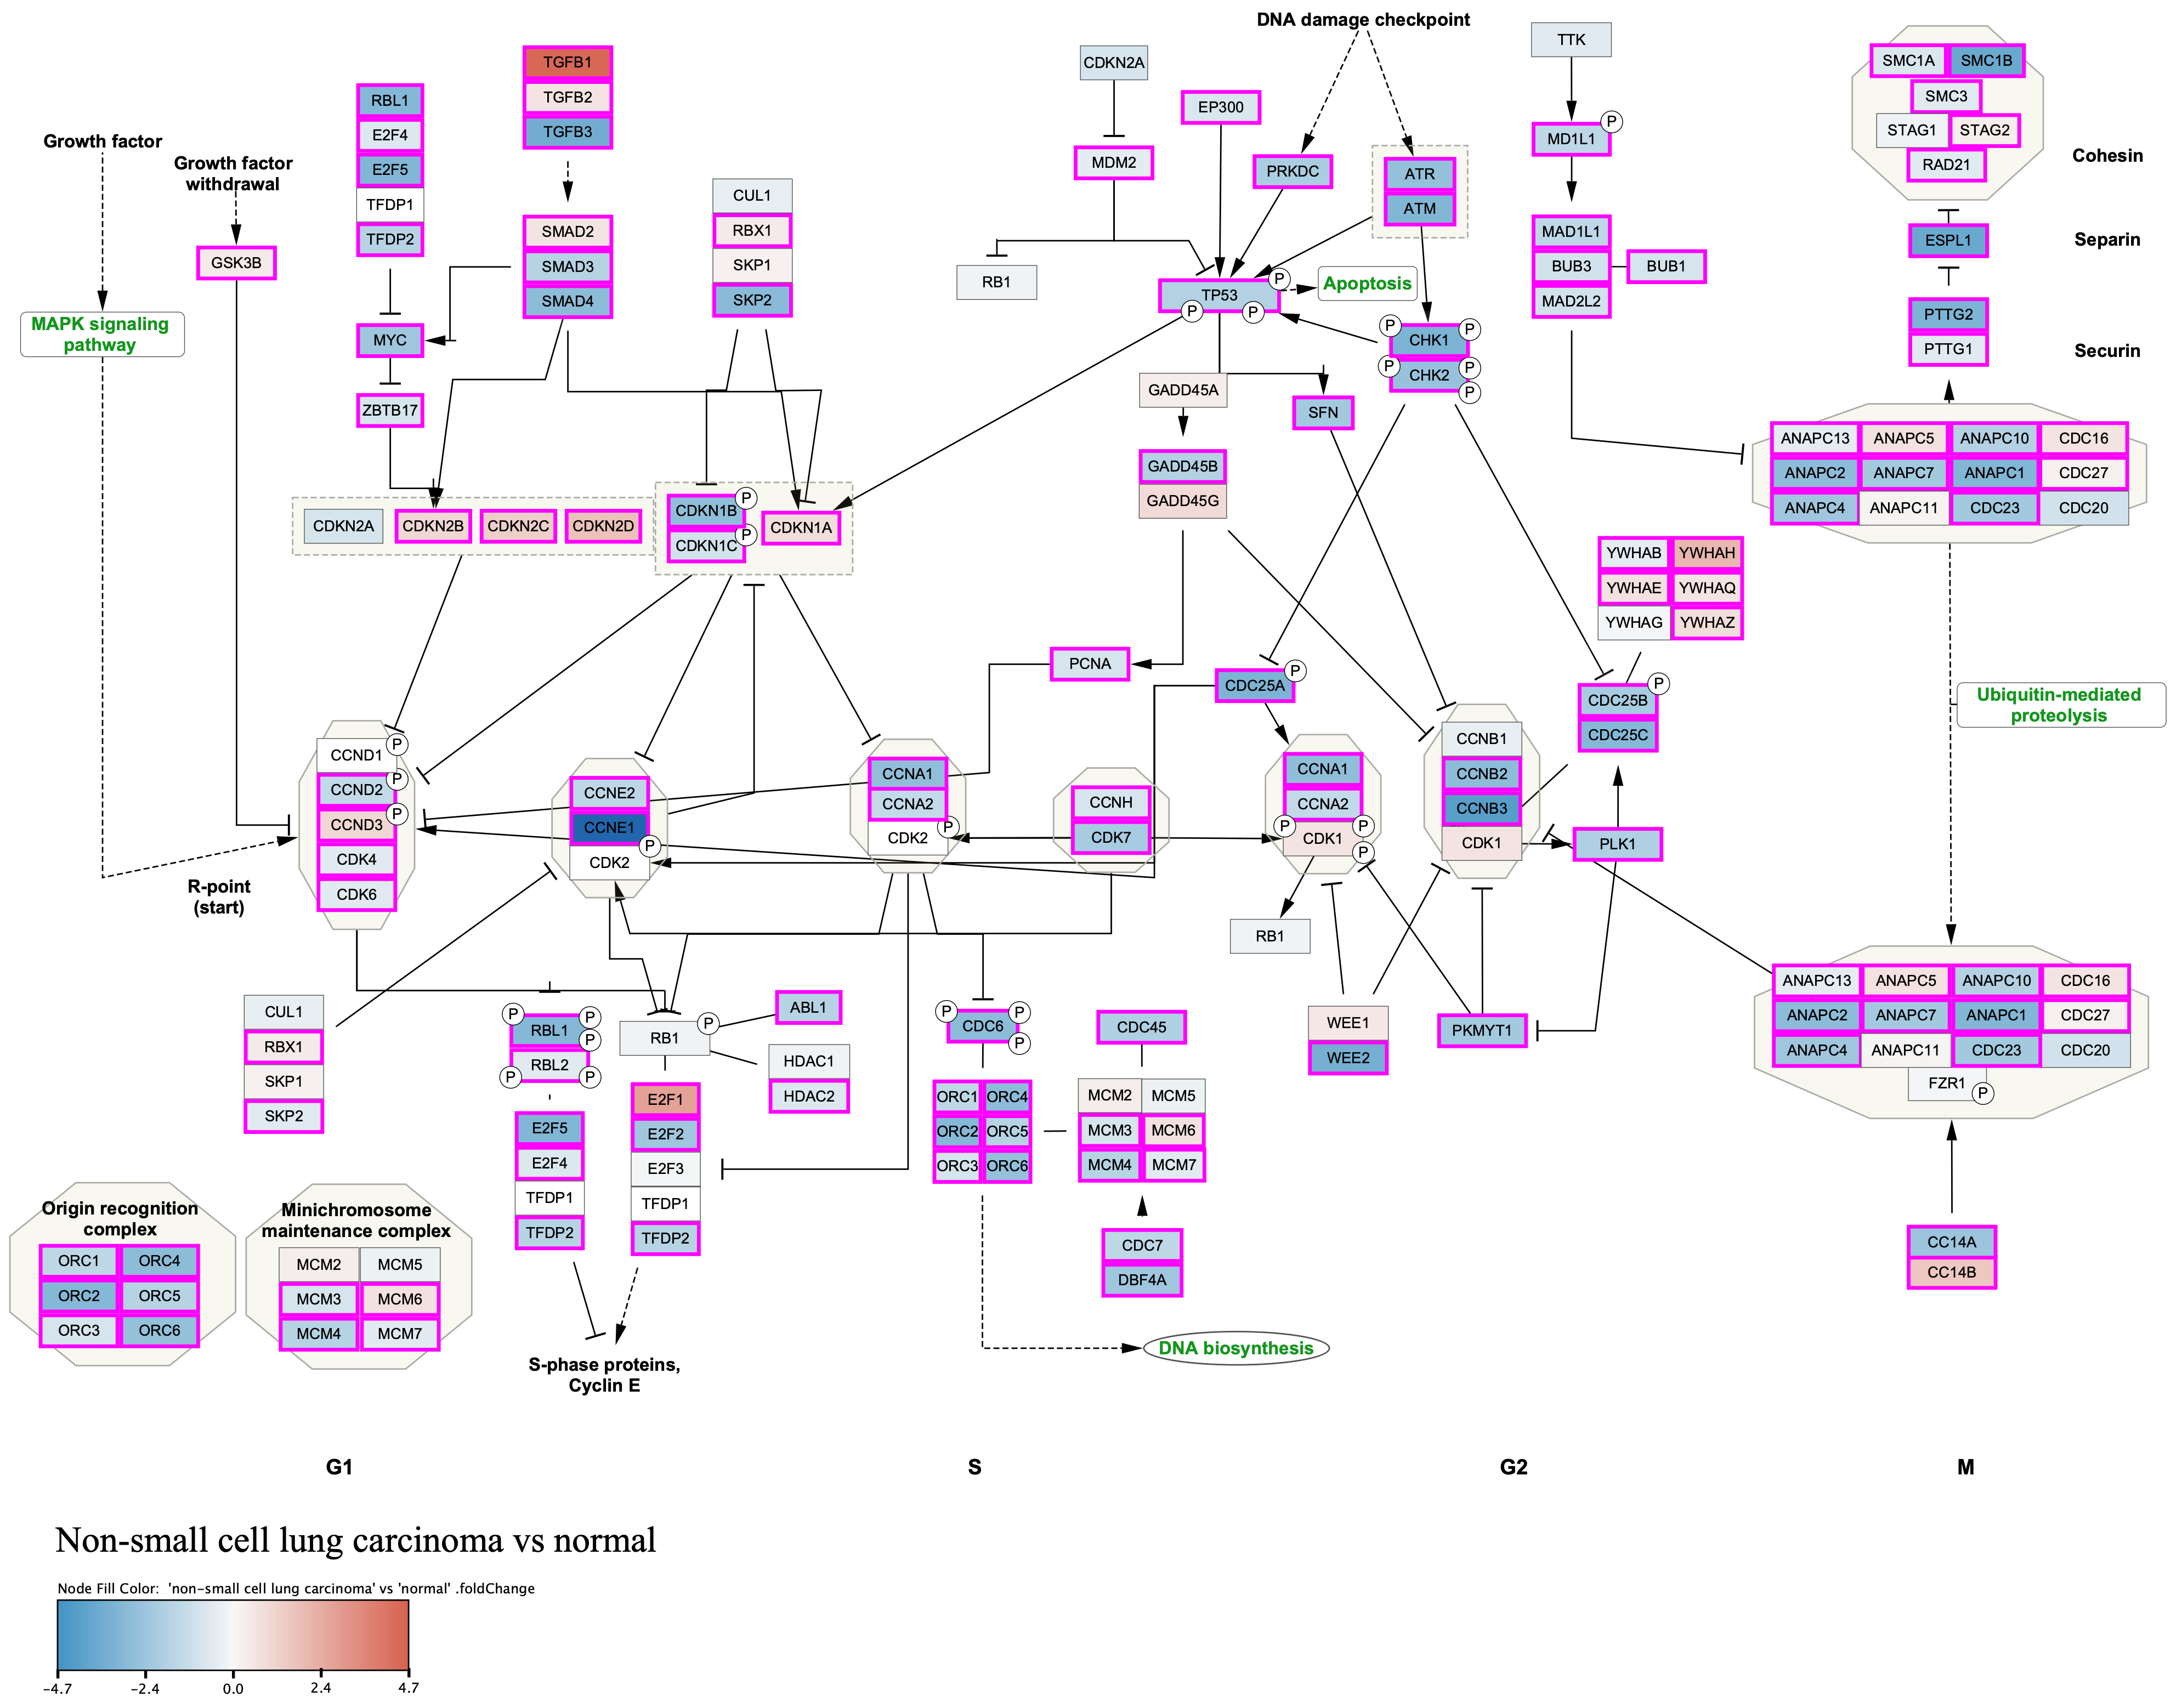 DNA damage checkpoint
TTK
CDKN2A
TGFB1
TGFB2
TGFB3
SMC1A SMC1B
SMC3
STAG1 STAG2
RAD21
Cohesin
RBL1
E2F4
E2F5
TFDP1
TFDP2
EP300
MD1L1 P
Growth factor
Growth factor
withdrawal
MDM2
PRKDC
ATR
ATM
CUL1
RBX1
SKP1
SKP2
SMAD2
SMAD3
SMAD4
MAD1L1
BUB3 BUB1
MAD2L2
ESPL1 Separin
GSK3B
RB1
TP53 P
P P
Apoptosis
MAPK signaling
pathway
MYC
P CHK1 P
P CHK2 P
P
PTTG2
PTTG1
Securin
GADD45A
ZBTB17
SFN
ANAPC13 ANAPC5 ANAPC10 CDC16
ANAPC2 ANAPC7 ANAPC1 CDC27
ANAPC4 ANAPC11 CDC23 CDC20
GADD45B
GADD45G
CDKN2A CDKN2B CDKN2C CDKN2D
CDKN1B P
CDKN1C P
CDKN1A
YWHAB YWHAH
YWHAE YWHAQ
YWHAG YWHAZ
PCNA
CDC25A P
CDC25B P
CDC25C
Ubiquitin-mediated
proteolysis
CCND1 P
CCND2 P
CCND3 P
CDK4
CDK6
CCNE2
CCNE1
CDK2 P
CCNA1
CCNA2
CDK2 P
CCNH
CDK7
CCNA1
CCNA2
P CDK1 P
P
CCNB1
CCNB2
CCNB3
CDK1
PLK1
R-point
(start)
RB1
CUL1
RBX1
SKP1
SKP2
P RBL1 P
P
P RBL2 P
RB1 P
ABL1
HDAC1
HDAC2
P CDC6 P
P
CDC45
WEE1
WEE2
PKMYT1
ANAPC13 ANAPC5 ANAPC10 CDC16
ANAPC2 ANAPC7 ANAPC1 CDC27
ANAPC4 ANAPC11 CDC23 CDC20
FZR1 P
E2F5
E2F4
TFDP1
TFDP2
E2F1
E2F2
E2F3
TFDP1
TFDP2
ORC1 ORC4
ORC2 ORC5
ORC3 ORC6
MCM2 MCM5
MCM3 MCM6
MCM4 MCM7
Origin recognition
complex
ORC1 ORC4
ORC2 ORC5
ORC3 ORC6
Minichromosome
maintenance complex
MCM2 MCM5
MCM3 MCM6
MCM4 MCM7
CDC7
DBF4A
CC14A
CC14B
S-phase proteins,
Cyclin E
DNA biosynthesis
G1 S G2 M
Non-small cell lung carcinoma vs normal
Node Fill Color: 'non-small cell lung carcinoma' vs 'normal' .foldChange
-4.7 -2.4 0.0 2.4 4.7